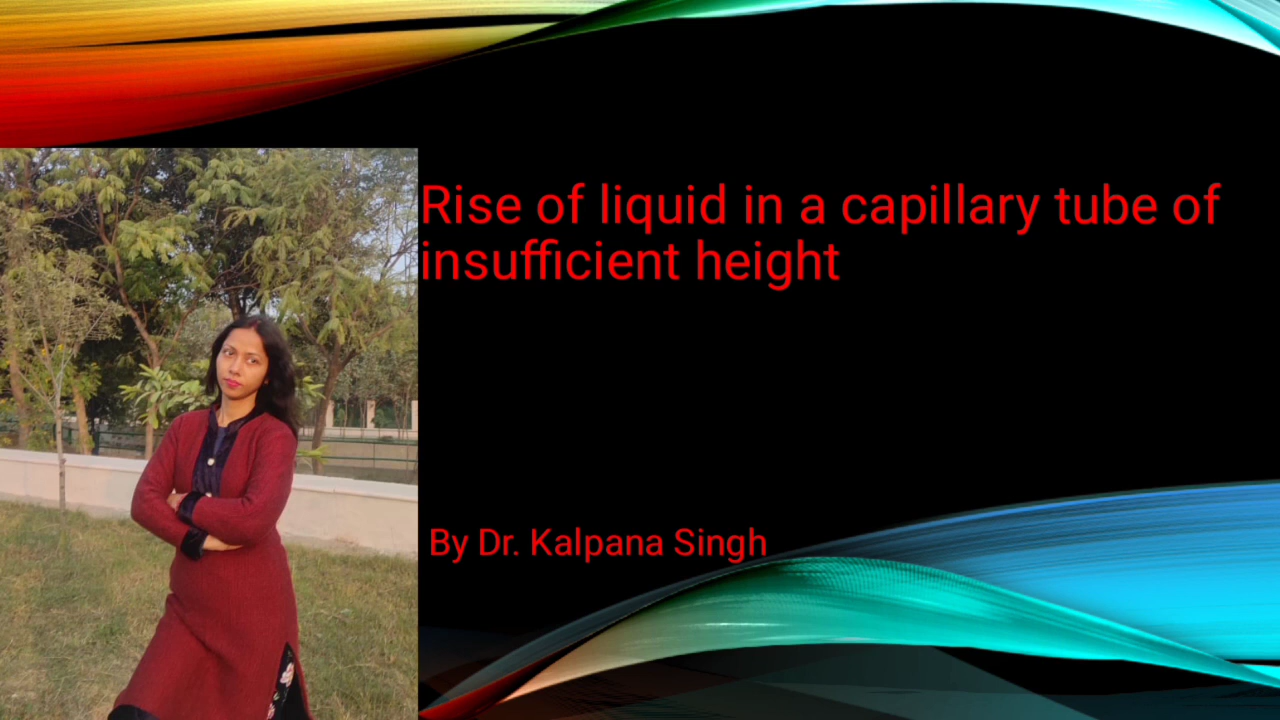 Rise of liquid in a capillary tube of
insufficient height
By Dr. Kalpana Singh